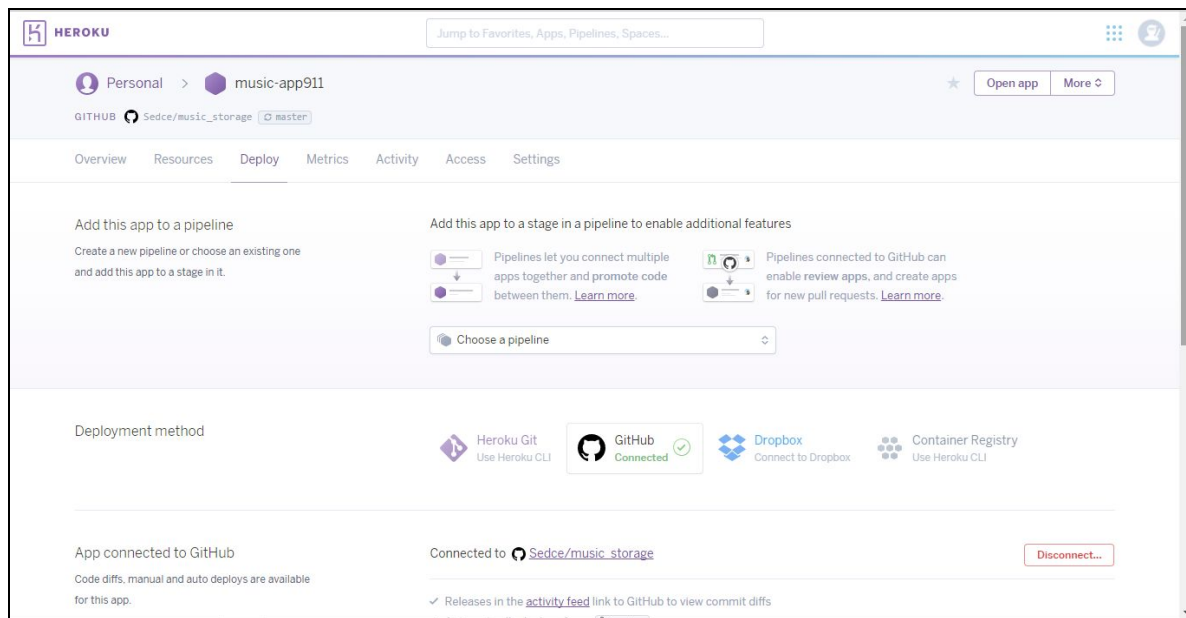 HEROKU
Jump to Favorites, Apps, Pipelines, Spaces...
Personal > music-app911
Open app
More
GITHUB Sedce/music_storage master
Overview Resources Deploy Metrics Activity Access Settings
Add this app to a pipeline
Create a new pipeline or choose an existing one
and add this app to a stage in it.
Add this app to a stage in a pipeline to enable additional features
Pipelines let you connect multiple
apps together and promote code
between them. Learn more.
Pipelines connected to GitHub can
enable review apps, and create apps
for new pull requests. Learn more.
Choose a pipeline
Deployment method
Heroku Git
Use Heroku CLI
GitHub
Connected
Dropbox
Connect to Dropbox
Container Registry
Use Heroku CLI
App connected to GitHub
Code diffs, manual and auto deploys are available
for this app.
Connected to Sedce/music_storage
Disconnect...
Releases in the activity feed link to GitHub to view commit diffs